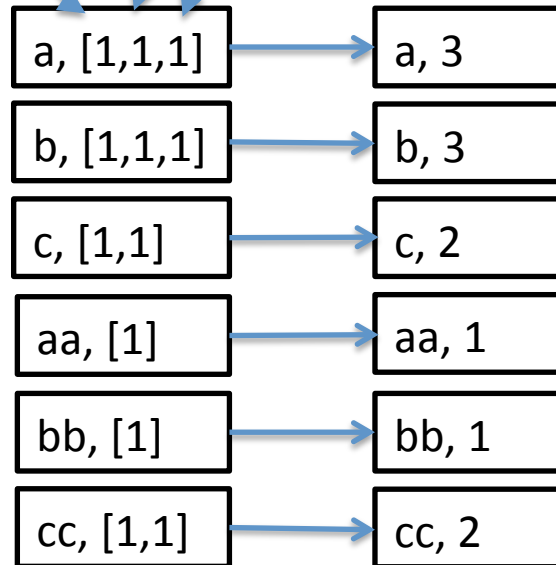 a, [1,1,1] a, 3
b, [1,1,1] b, 3
c, [1,1] c, 2
aa, [1] aa, 1
bb, [1] bb, 1
cc, [1,1] cc, 2